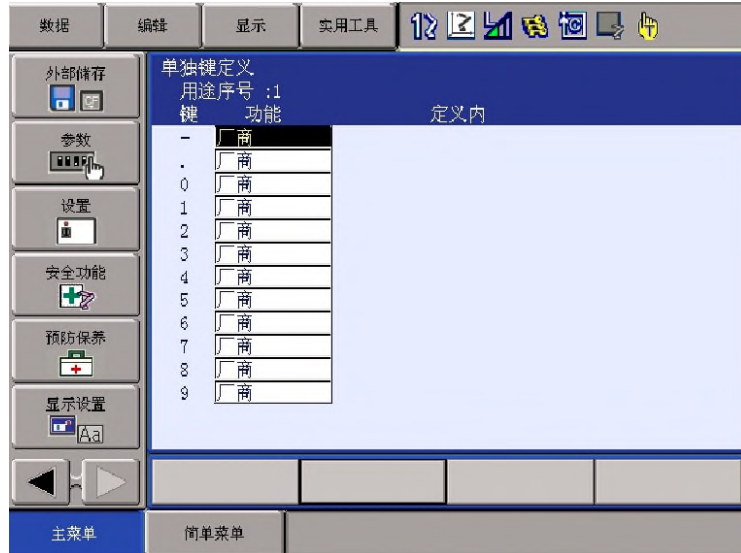 数据 编辑 显示 实用工具
外部储存
CF
参数
设置
安全功能
预防保养
显示设置
Aa
单独键定义
用途序号 :1
键 功能 定义内
- 厂商
. 厂商
0 厂商
1 厂商
2 厂商
3 厂商
4 厂商
5 厂商
6 厂商
7 厂商
8 厂商
9 厂商
主菜单 简单菜单